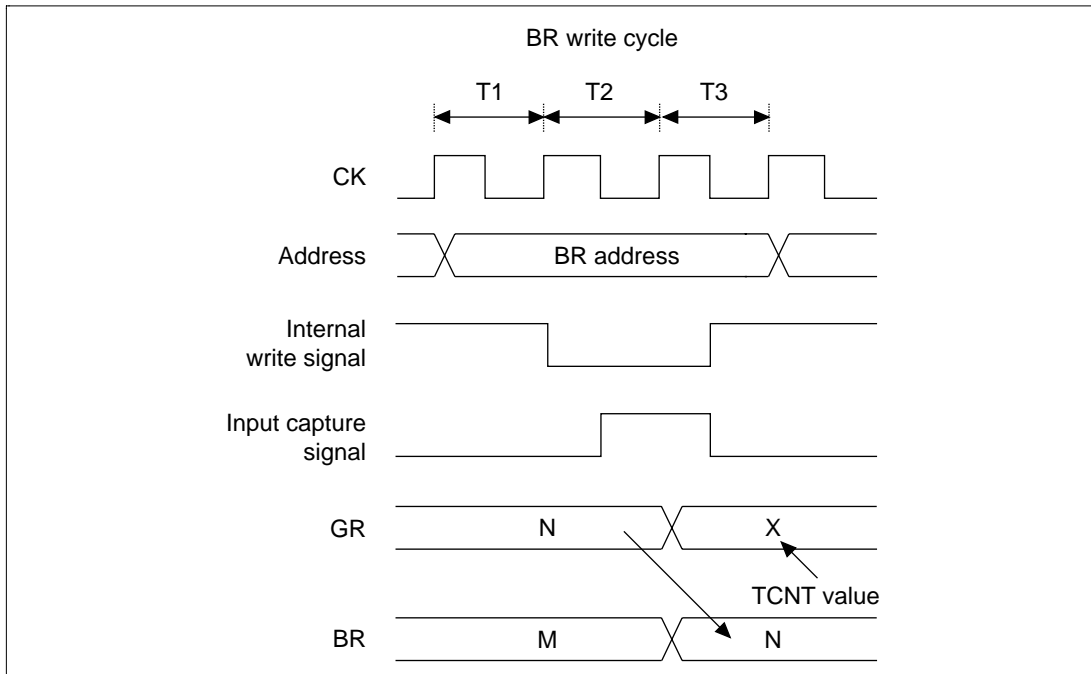 BR write cycle
T1 T2 T3
CK
Address BR address
Internal
write signal
Input capture
signal
GR N X
TCNT value
BR M N